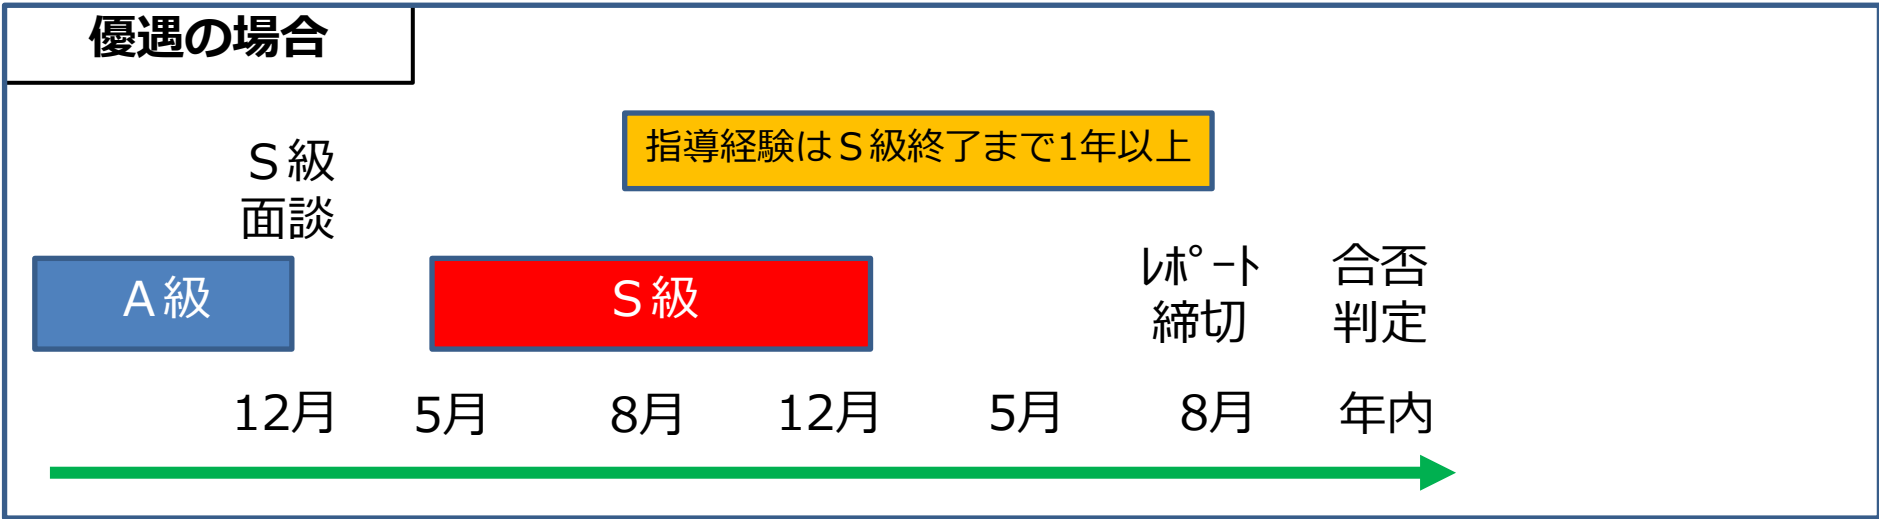 優遇の場合
指導経験はＳ級終了まで1年以上
Ｓ級
面談
Ａ級
Ｓ級
ﾚﾎﾟｰﾄ
締切
合否
判定
12月 5月 8月 12月 5月 8月 年内